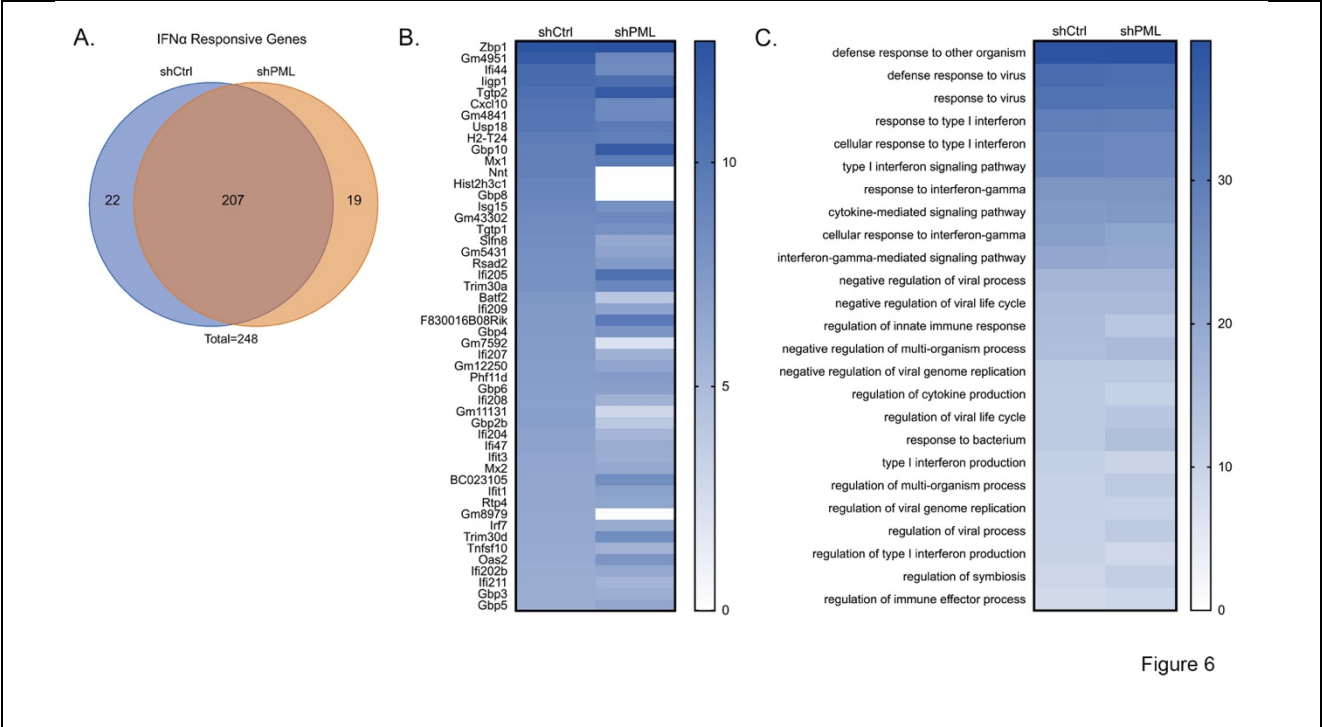 A.
IFNα Responsive Genes
shCtrl
shPML
22
207
19
Total=248
B.
shCtrl
shPML
Zbp1
Gm4951
Ifi44
Iigp1
Tgtp2
Cxcl10
Gm4841
Usp18
H2-T24
Gbp10
Mx1
Nnt
Hist2h3c1
Gbp8
Isg15
Gm43302
Tgtp1
Slfn8
Gm5431
Rsad2
Ifi205
Trim30a
Batf2
Ifi209
F830016B08Rik
Gbp4
Gm7592
Ifi207
Gm12250
Phf11d
Gbp6
Ifi208
Gm11131
Gbp2b
Ifi204
Ifi47
Ifit3
Mx2
BC023105
Ifit1
Rtp4
Gm8979
Irf7
Trim30d
Tnfsf10
Oas2
Ifi202b
Ifi211
Gbp3
Gbp5
10
5
0
C.
shCtrl
shPML
defense response to other organism
defense response to virus
response to virus
response to type I interferon
cellular response to type I interferon
type I interferon signaling pathway
response to interferon-gamma
cytokine-mediated signaling pathway
cellular response to interferon-gamma
interferon-gamma-mediated signaling pathway
negative regulation of viral process
negative regulation of viral life cycle
regulation of innate immune response
negative regulation of multi-organism process
negative regulation of viral genome replication
regulation of cytokine production
regulation of viral life cycle
response to bacterium
type I interferon production
regulation of multi-organism process
regulation of viral genome replication
regulation of viral process
regulation of type I interferon production
regulation of symbiosis
regulation of immune effector process
30
20
10
0
Figure 6